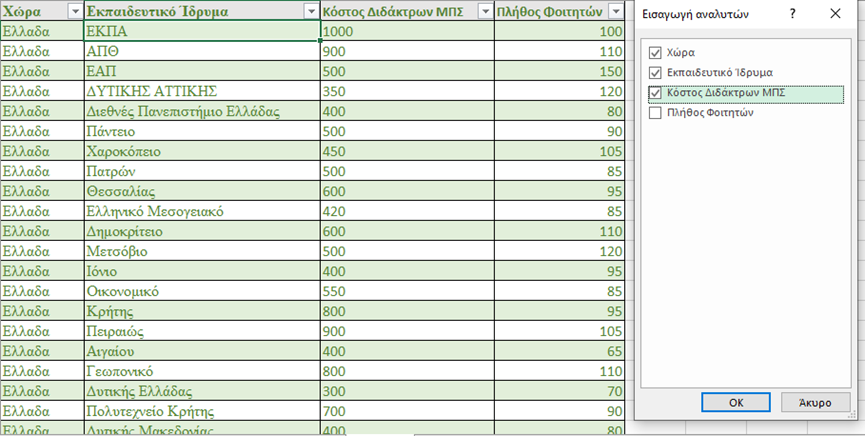 Χώρα Εκπαιδευτικό Ίδρυμα Κόστος Διδάκτρων ΜΠΣ Πλήθος Φοιτητών
Ελλαδα ΕΚΠΑ 1000 100
Ελλαδα ΑΠΘ 900 110
Ελλαδα ΕΑΠ 500 150
Ελλαδα ΔΥΤΙΚΗΣ ΑΤΤΙΚΗΣ 350 120
Ελλαδα Διεθνές Πανεπιστήμιο Ελλάδας 400 80
Ελλαδα Πάντειο 500 90
Ελλαδα Χαροκόπειο 450 105
Ελλαδα Πατρών 500 85
Ελλαδα Θεσσαλίας 600 95
Ελλαδα Ελληνικό Μεσογειακό 420 85
Ελλαδα Δημοκρίτειο 600 110
Ελλαδα Μετσόβιο 500 120
Ελλαδα Ιόνιο 400 95
Ελλαδα Οικονομικό 550 85
Ελλαδα Κρήτης 800 95
Ελλαδα Πειραιώς 900 105
Ελλαδα Αιγαίου 400 65
Ελλαδα Γεωπονικό 800 110
Ελλαδα Δυτικής Ελλάδας 300 70
Ελλαδα Πολυτεχνείο Κρήτης 700 90
Ελλαδα Δυτικής Μακεδονίας 400 80
Εισαγωγή αναλυτών ?
Χώρα
Εκπαιδευτικό Ίδρυμα
Κόστος Διδάκτρων ΜΠΣ
Πλήθος Φοιτητών
OK Άκυρο